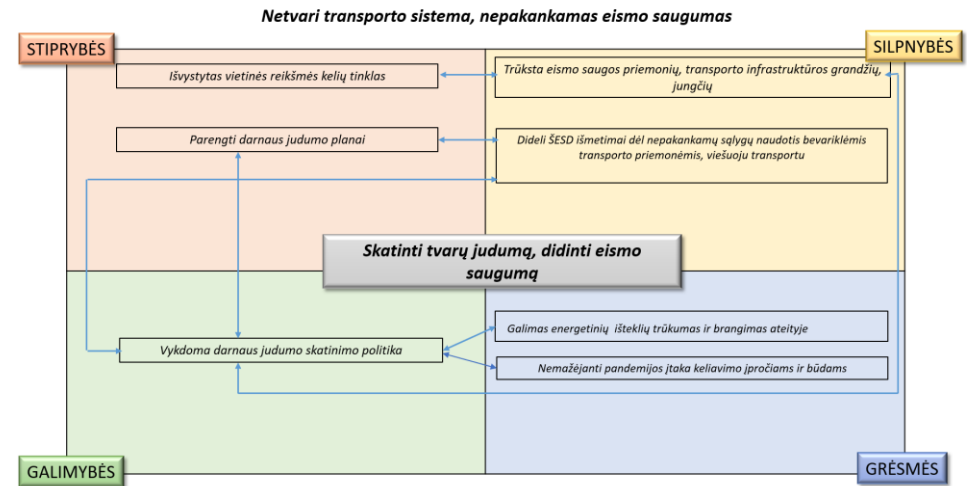 Netvari transporto sistema, nepakankamas eismo saugumas
STIPRYBĖS
SILPNYBĖS
Išvystytas vietinės reikšmės kelių tinklas
Trūksta eismo saugos priemonių, transporto infrastruktūros grandžių,
jungčių
Parengti darnaus judumo planai
Dideli ŠESD išmetimai dėl nepakankamų sąlygų naudotis bevariklėmis
transporto priemonėmis, viešuoju transportu
Skatinti tvarų judumą, didinti eismo
saugumą
Vykdoma darnaus judumo skatinimo politika
Galimas energetinių išteklių trūkumas ir brangimas ateityje
Nemažėjanti pandemijos įtaka keliavimo įpročiams ir būdams
GALIMYBĖS
GRĖSMĖS